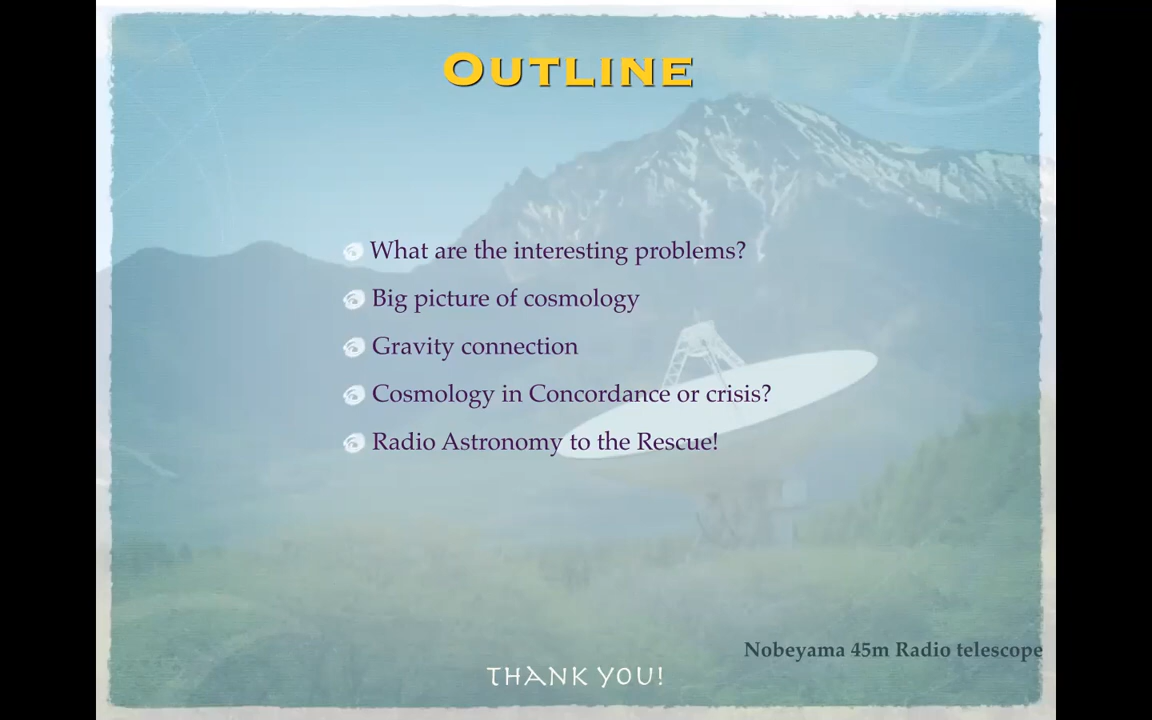 OUTLINE
What are the interesting problems?
Big picture of cosmology
Gravity connection
Cosmology in Concordance or crisis?
Radio Astronomy to the Rescue!
Nobeyama 45m Radio telescope
THANK YOU!